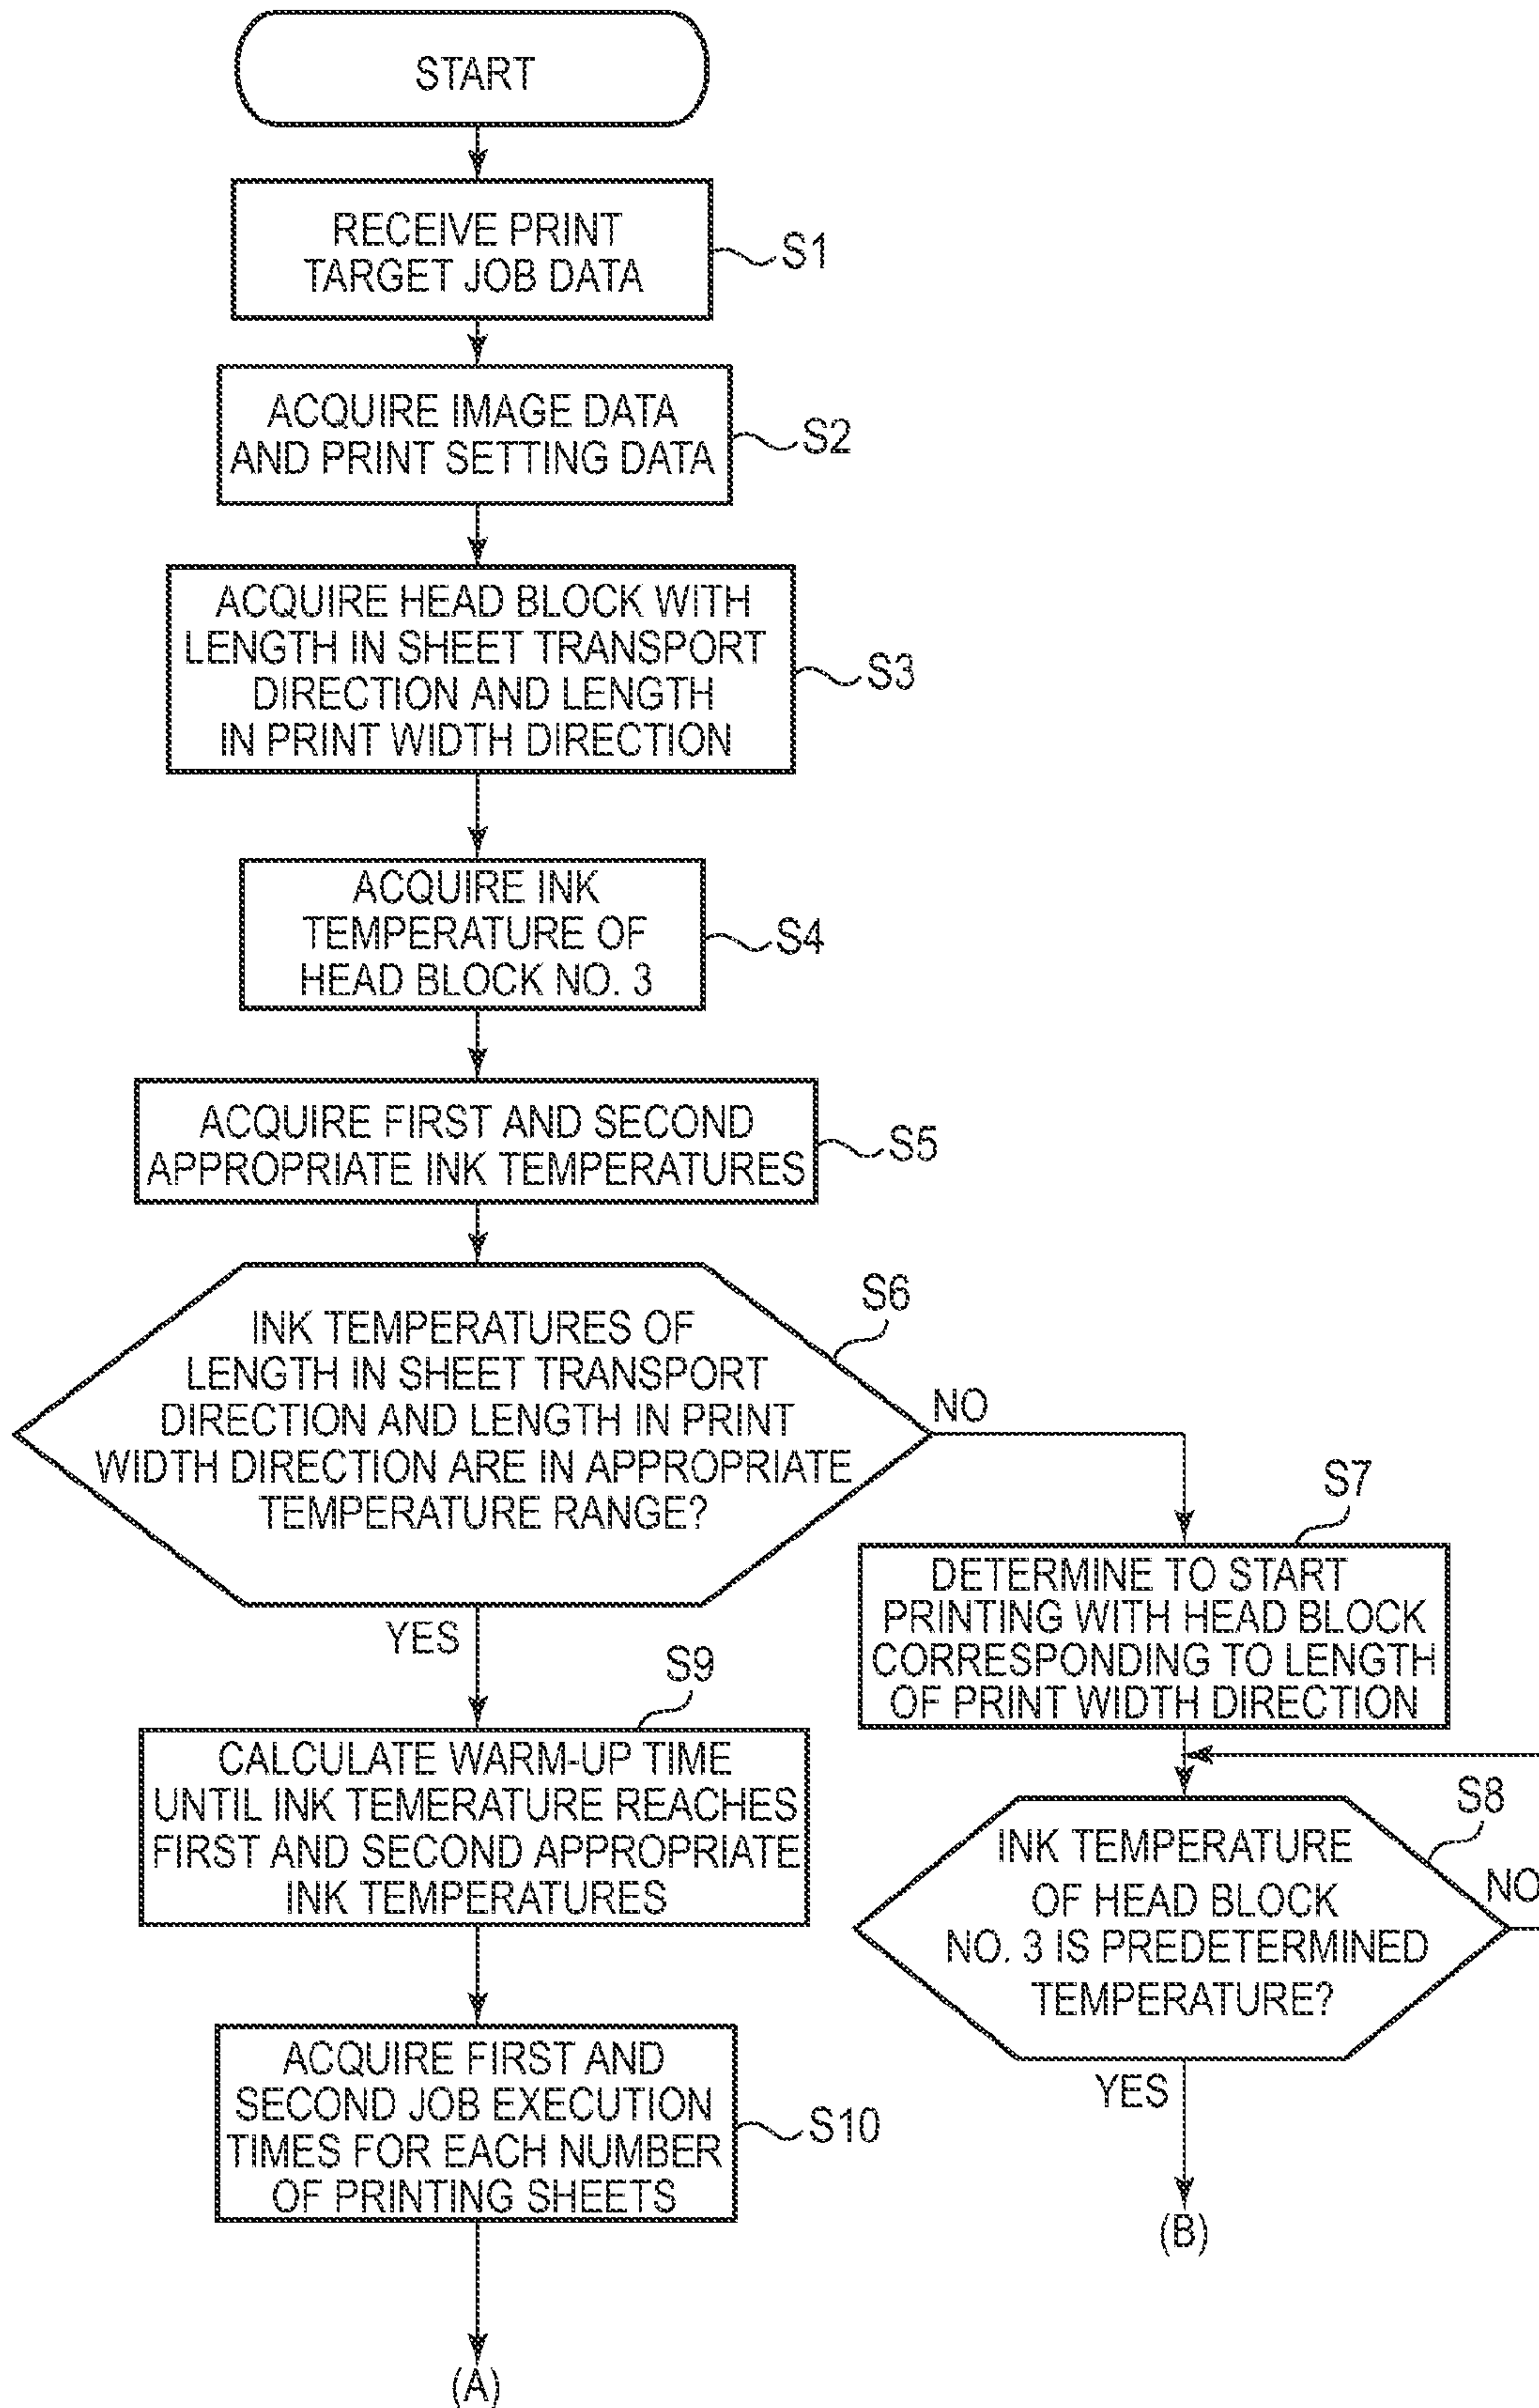 START
RECEIVE PRINT
TARGET JOB DATA
S1
ACQUIRE IMAGE DATA
AND PRINT SETTING DATA
S2
ACQUIRE HEAD BLOCK WITH
LENGTH IN SHEET TRANSPORT
DIRECTION AND LENGTH
IN PRINT WIDTH DIRECTION
S3
ACQUIRE INK
TEMPERATURE OF
HEAD BLOCK NO. 3
S4
ACQUIRE FIRST AND SECOND
APPROPRIATE INK TEMPERATURES
S5
INK TEMPERATURES OF
LENGTH IN SHEET TRANSPORT
DIRECTION AND LENGTH IN PRINT
WIDTH DIRECTION ARE IN APPROPRIATE
TEMPERATURE RANGE?
S6
NO
YES
S7
DETERMINE TO START
PRINTING WITH HEAD BLOCK
CORRESPONDING TO LENGTH
OF PRINT WIDTH DIRECTION
S8
INK TEMPERATURE
OF HEAD BLOCK
NO. 3 IS PREDETERMINED
TEMPERATURE?
NO
YES
(B)
S9
CALCULATE WARM-UP TIME
UNTIL INK TEMERATURE REACHES
FIRST AND SECOND APPROPRIATE
INK TEMPERATURES
ACQUIRE FIRST AND
SECOND JOB EXECUTION
TIMES FOR EACH NUMBER
OF PRINTING SHEETS
S10
(A)